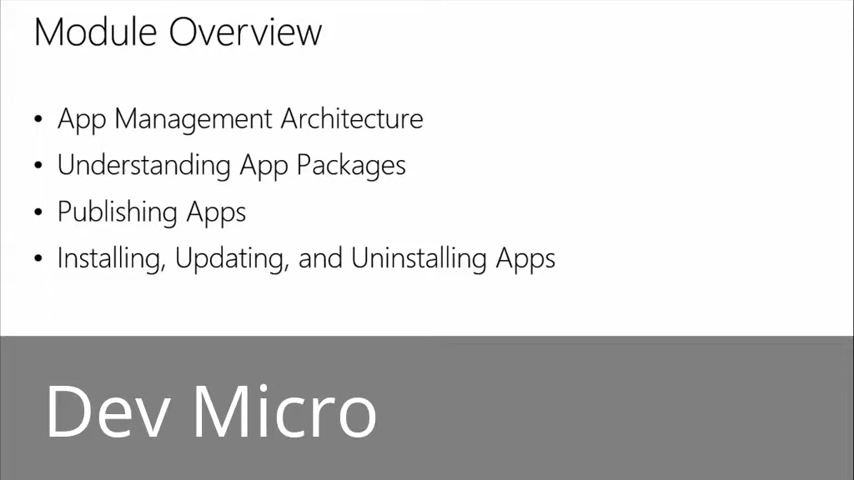 Module Overview
• App Management Architecture
• Understanding App Packages
• Publishing Apps
• Installing, Updating, and Uninstalling Apps
Dev Micro